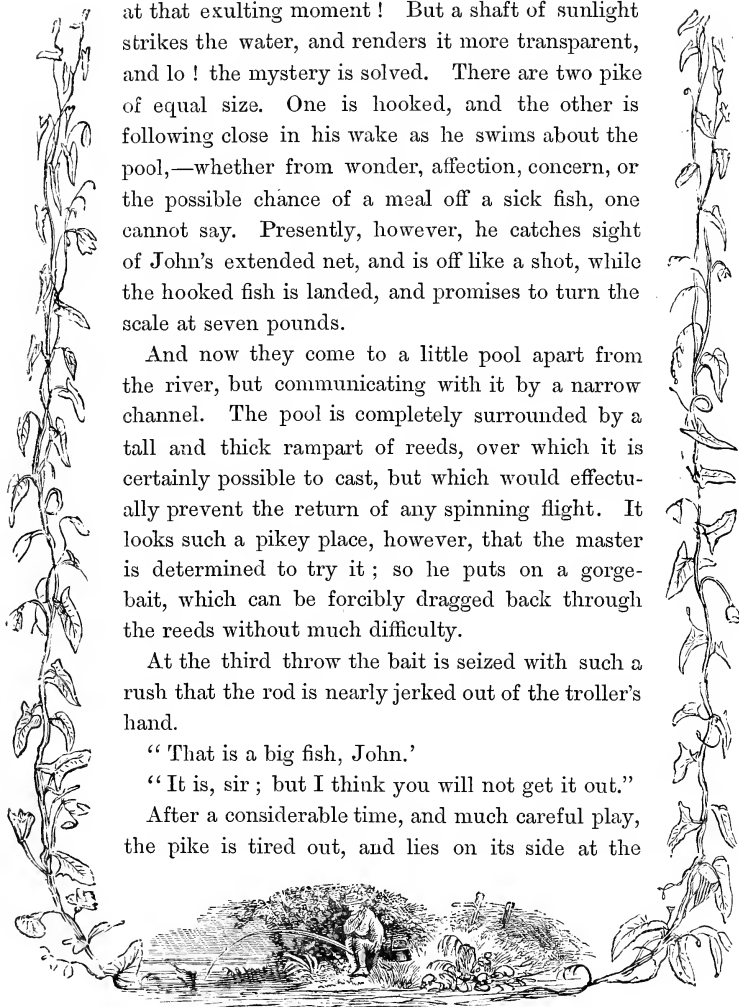 at that exulting moment ! But a shaft of sunlight
strikes the water, and renders it more transparent,
and lo ! the mystery is solved. There are two pike
of equal size. One is hooked, and the other is
following close in his wake as he swims about the
pool,—whether from wonder, affection, concern, or
the possible chance of a meal off a sick fish, one
cannot say. Presently, however, he catches sight
of John's extended net, and is off like a shot, while
the hooked fish is landed, and promises to turn the
scale at seven pounds.
And now they come to a little pool apart from
the river, but communicating with it by a narrow
channel. The pool is completely surrounded by a
tall and thick rampart of reeds, over which it is
certainly possible to cast, but which would effectu-
ally prevent the return of any spinning flight. It
looks such a pikey place, however, that the master
is determined to try it ; so he puts on a gorge-
bait, which can be forcibly dragged back through
the reeds without much difficulty.
At the third throw the bait is seized with such a
rush that the rod is nearly jerked out of the troller's
hand.
" That is a big fish, John.'
" It is, sir ; but I think you will not get it out."
After a considerable time, and much careful play,
the pike is tired out, and lies on its side at the